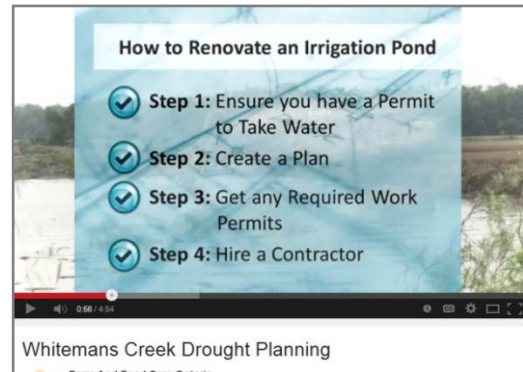 How to Renovate an Irrigation Pond
Step 1: Ensure you have a Permit
to Take Water
Step 2: Create a Plan
Step 3: Get any Required Work
Permits
Step 4: Hire a Contractor
0:56 / 4:54
Whitemans Creek Drought Planning